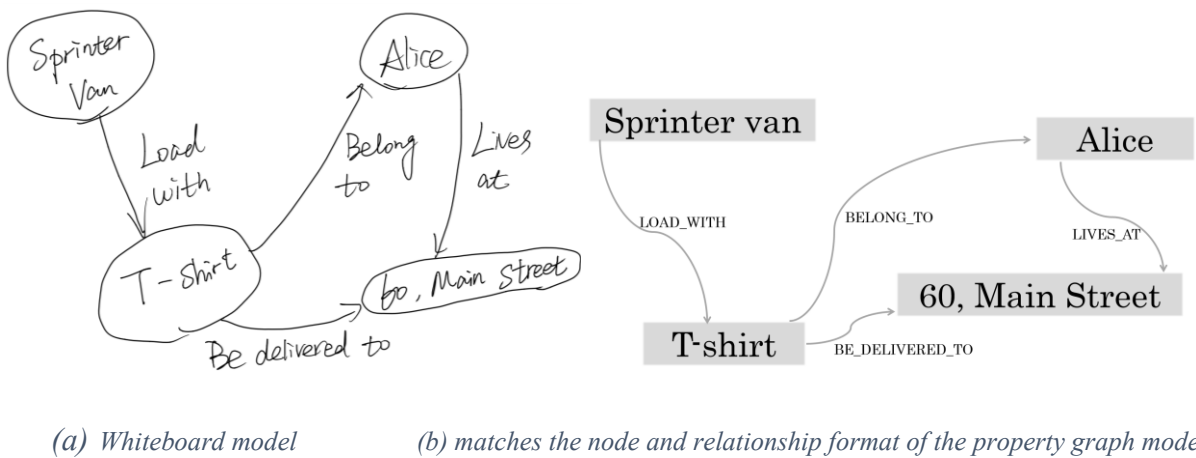 Sprinter
Van
Alice
Load
with
Belong
to
Lives
at
T-shirt
60, Main Street
Be delivered to
Sprinter van
Alice
LOAD_WITH
BELONG_TO
LIVES_AT
60, Main Street
T-shirt
BE_DELIVERED_TO
(a) Whiteboard model
(b) matches the node and relationship format of the property graph mode